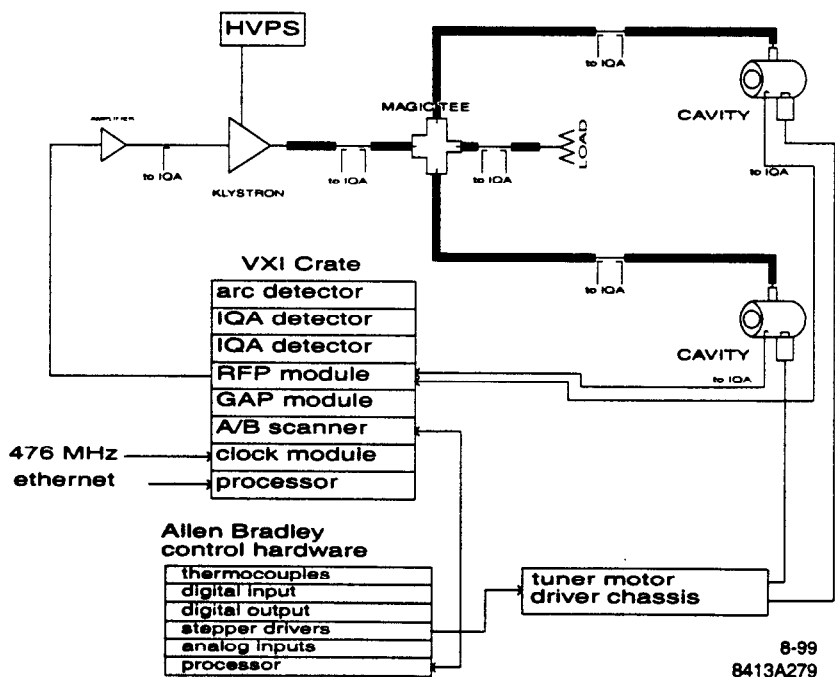 HVPS
to IQA
MAGIC TEE
AMPLIFIER
to IQA
KLYSTRON
to IQA
to IQA
LOAD
CAVITY
to IQA
to IQA
CAVITY
to IQA
VXI Crate
arc detector
IQA detector
IQA detector
RFP module
GAP module
A/B scanner
clock module
processor
476 MHz
ethernet
Allen Bradley
control hardware
thermocouples
digital input
digital output
stepper drivers
analog inputs
processor
tuner motor
driver chassis
8-99
8413A279